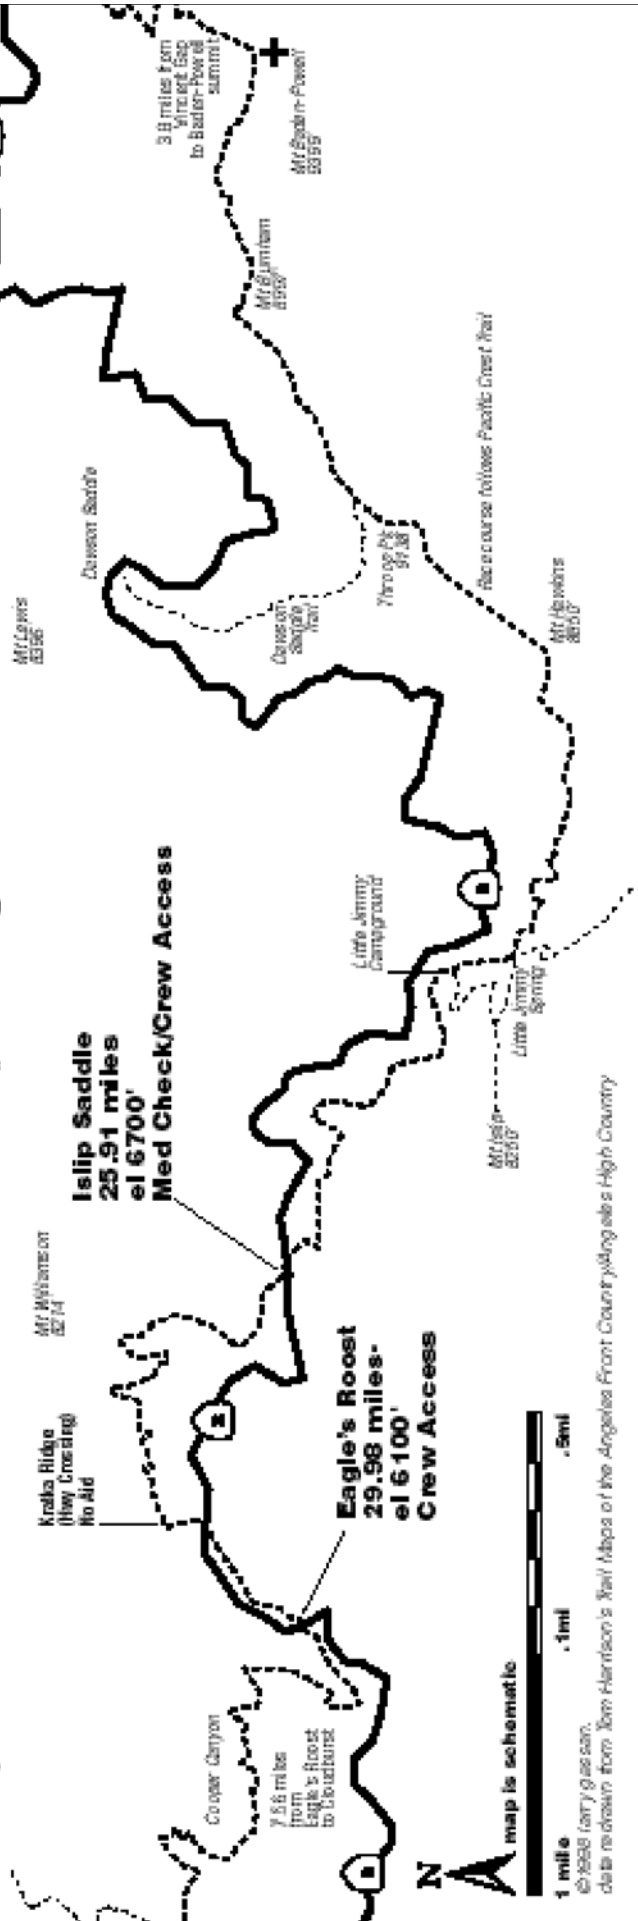 Kratka Ridge
(Hwy Crossing)
No Aid
Mt Williamson
8214'
Islip Saddle
25.91 miles
el 6700'
Med Check/Crew Access
Mt Lewis
8396'
Dawson Saddle
3.8 miles from
Vincent Gap
to Baden-Powell
summit
Mt Baden-Powell
9399'
Mt Burnham
8997'
Dawson
Saddle
Trail
Throop Pk
9138'
Race course follows Pacific Crest Trail
Mt Hawkins
8850'
Little Jimmy
Campground
2
Little Jimmy
Spring
Mt Islip
8250'
2
Eagle's Roost
29.98 miles-
el 6100'
Crew Access
Cooper Canyon
7.56 miles
from
Eagle's Roost
to Cloudburst
2
N
map is schematic
1 mile
.1mi
.5mi
©1998 larry gassan.
data redrawn from Tom Harrison's Trail Maps of the Angeles Front Country/Angeles High Country